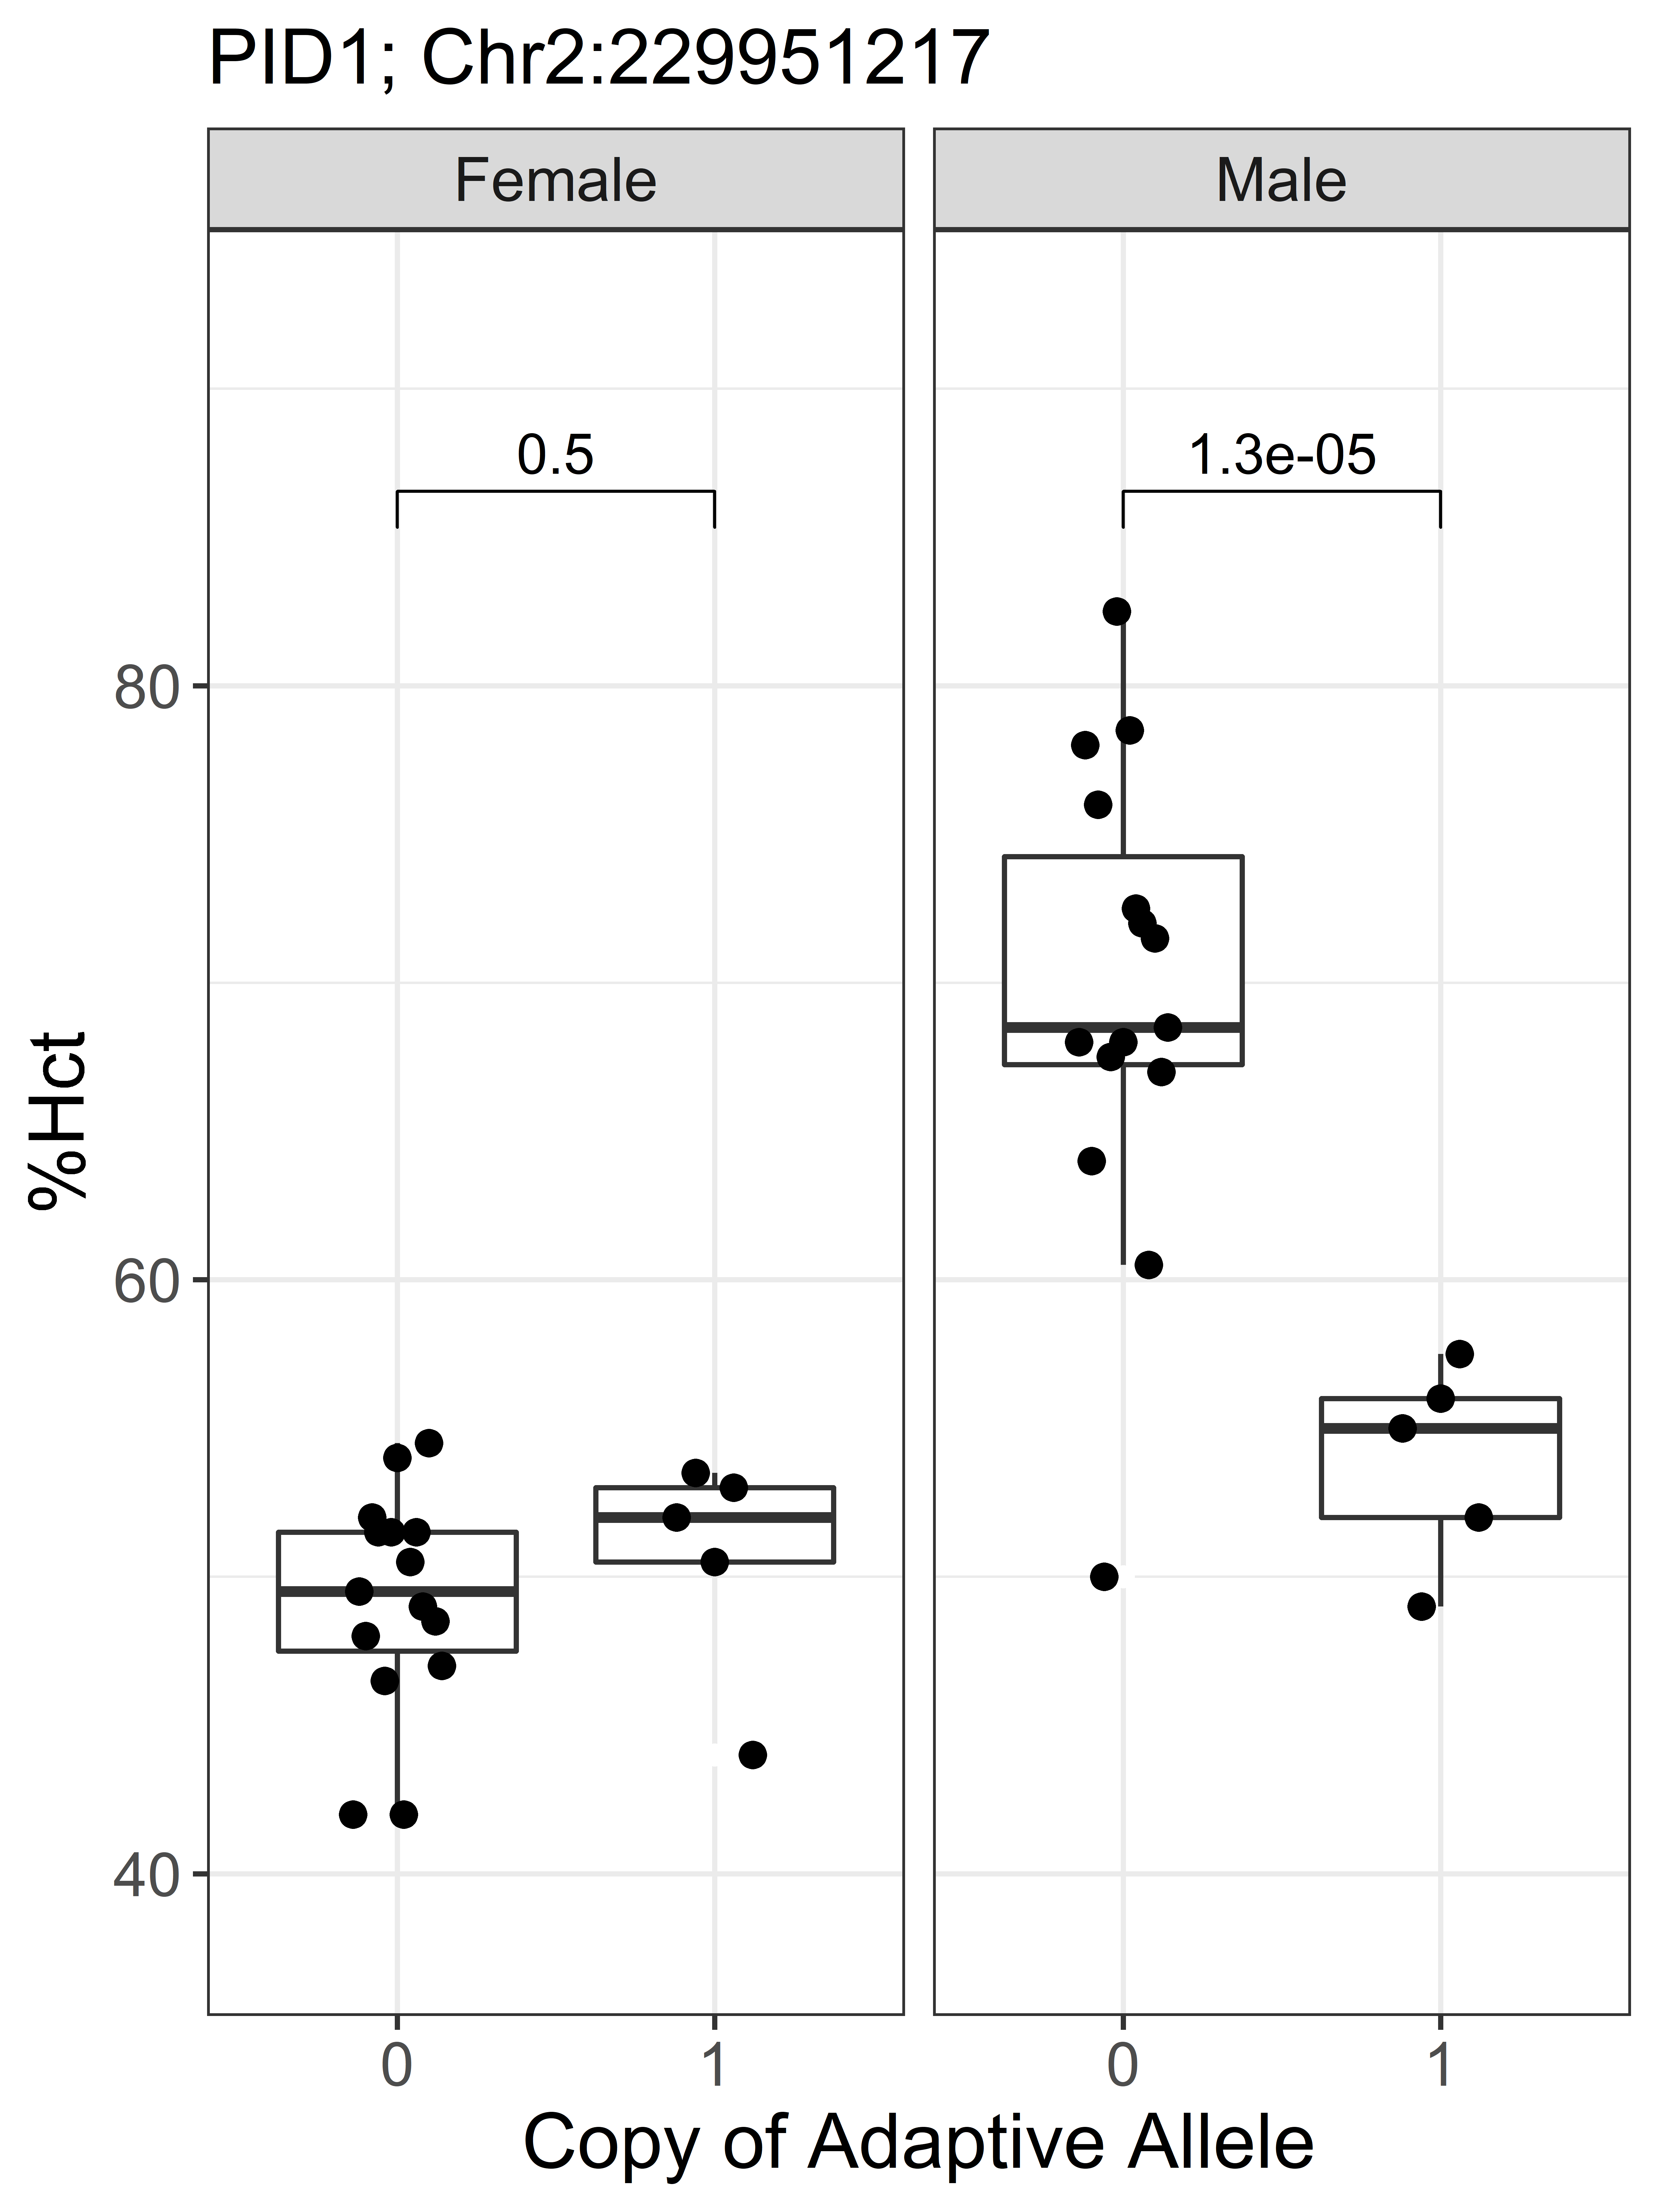 PID1; Chr2:229951217
Female
Male
0.5
1.3e-05
80
60
40
%Hct
0
1
0
1
Copy of Adaptive Allele